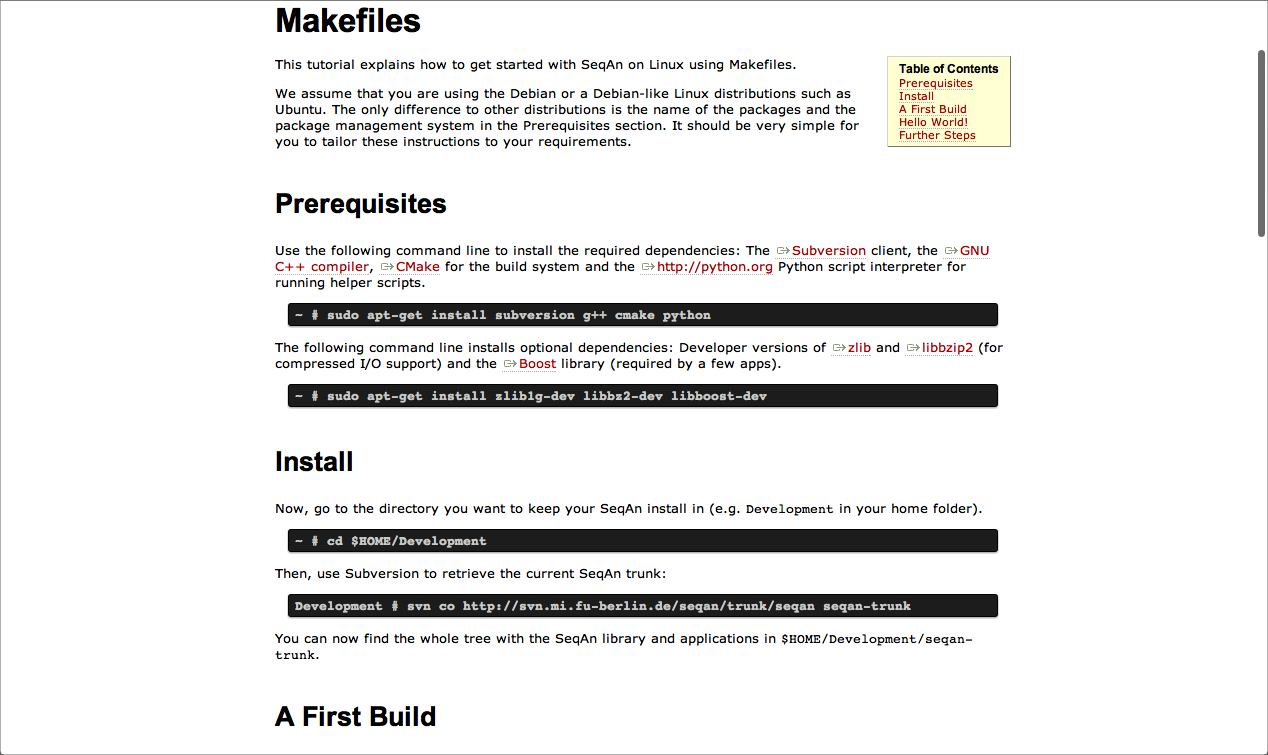 Makefiles
This tutorial explains how to get started with SeqAn on Linux using Makefiles.
We assume that you are using the Debian or a Debian-like Linux distributions such as
Ubuntu. The only difference to other distributions is the name of the packages and the
package management system in the Prerequisites section. It should be very simple for
you to tailor these instructions to your requirements.
Table of Contents
Prerequisites
Install
A First Build
Hello World!
Further Steps
Prerequisites
Use the following command line to install the required dependencies: The Subversion client, the GNU
C++ compiler, CMake for the build system and the http://python.org Python script interpreter for
running helper scripts.
~ # sudo apt-get install subversion g++ cmake python
The following command line installs optional dependencies: Developer versions of zlib and libbzip2 (for
compressed I/O support) and the Boost library (required by a few apps).
~ # sudo apt-get install zlib1g-dev libbz2-dev libboost-dev
Install
Now, go to the directory you want to keep your SeqAn install in (e.g. Development in your home folder).
~ # cd $HOME/Development
Then, use Subversion to retrieve the current SeqAn trunk:
Development # svn co http://svn.mi.fu-berlin.de/seqan/trunk/seqan seqan-trunk
You can now find the whole tree with the SeqAn library and applications in $HOME/Development/seqan-
trunk.
A First Build